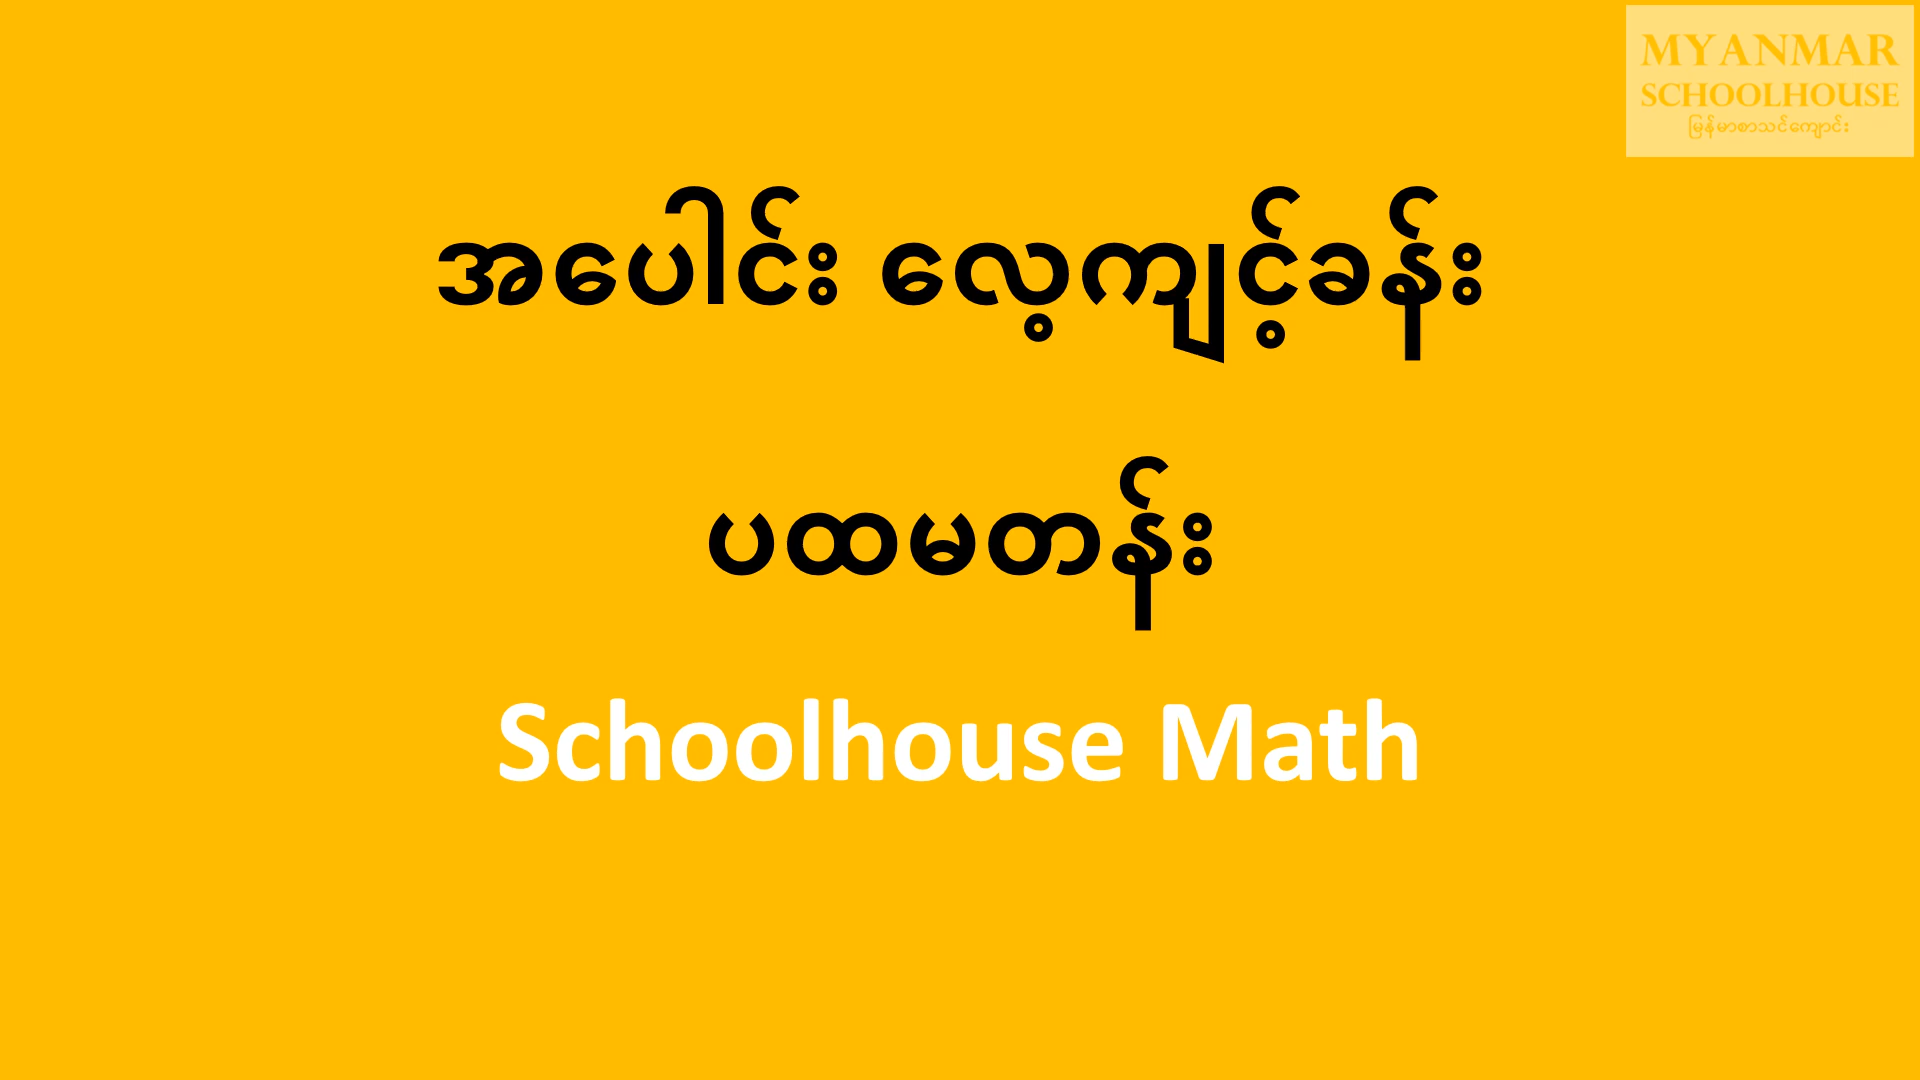 MYANMAR
SCHOOLHOUSE
မြန်မာစာသင်ကျောင်း
အပေါင်း လေ့ကျင့်ခန်း
ပထမတန်း
Schoolhouse Math